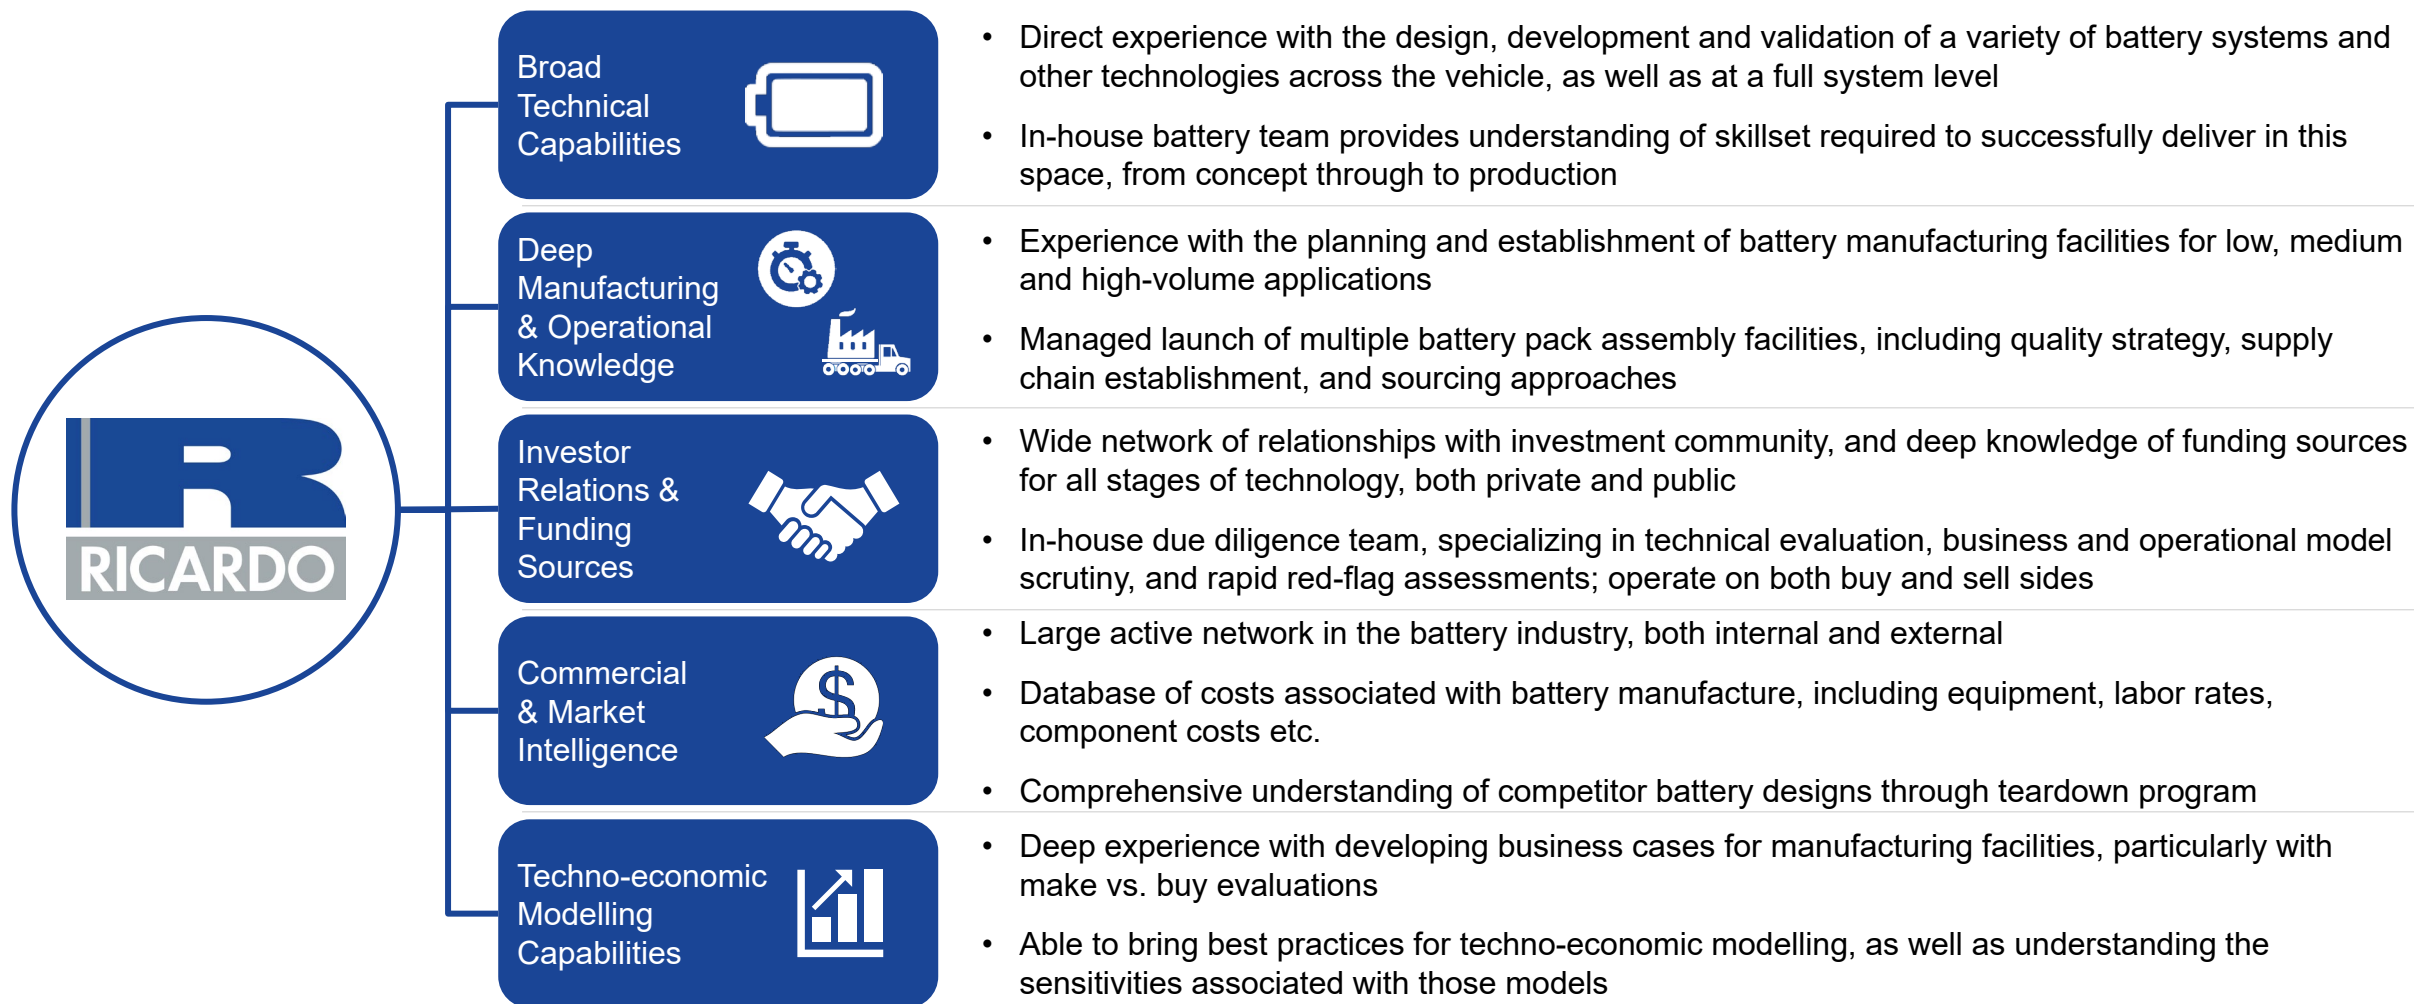 RICARDO
Broad
Technical
Capabilities
• Direct experience with the design, development and validation of a variety of battery systems and
other technologies across the vehicle, as well as at a full system level
• In-house battery team provides understanding of skillset required to successfully deliver in this
space, from concept through to production
Deep
Manufacturing
& Operational
Knowledge
• Experience with the planning and establishment of battery manufacturing facilities for low, medium
and high-volume applications
• Managed launch of multiple battery pack assembly facilities, including quality strategy, supply
chain establishment, and sourcing approaches
Investor
Relations &
Funding
Sources
• Wide network of relationships with investment community, and deep knowledge of funding sources
for all stages of technology, both private and public
• In-house due diligence team, specializing in technical evaluation, business and operational model
scrutiny, and rapid red-flag assessments; operate on both buy and sell sides
Commercial
& Market
Intelligence
$
• Large active network in the battery industry, both internal and external
• Database of costs associated with battery manufacture, including equipment, labor rates,
component costs etc.
• Comprehensive understanding of competitor battery designs through teardown program
Techno-economic
Modelling
Capabilities
• Deep experience with developing business cases for manufacturing facilities, particularly with
make vs. buy evaluations
• Able to bring best practices for techno-economic modelling, as well as understanding the
sensitivities associated with those models